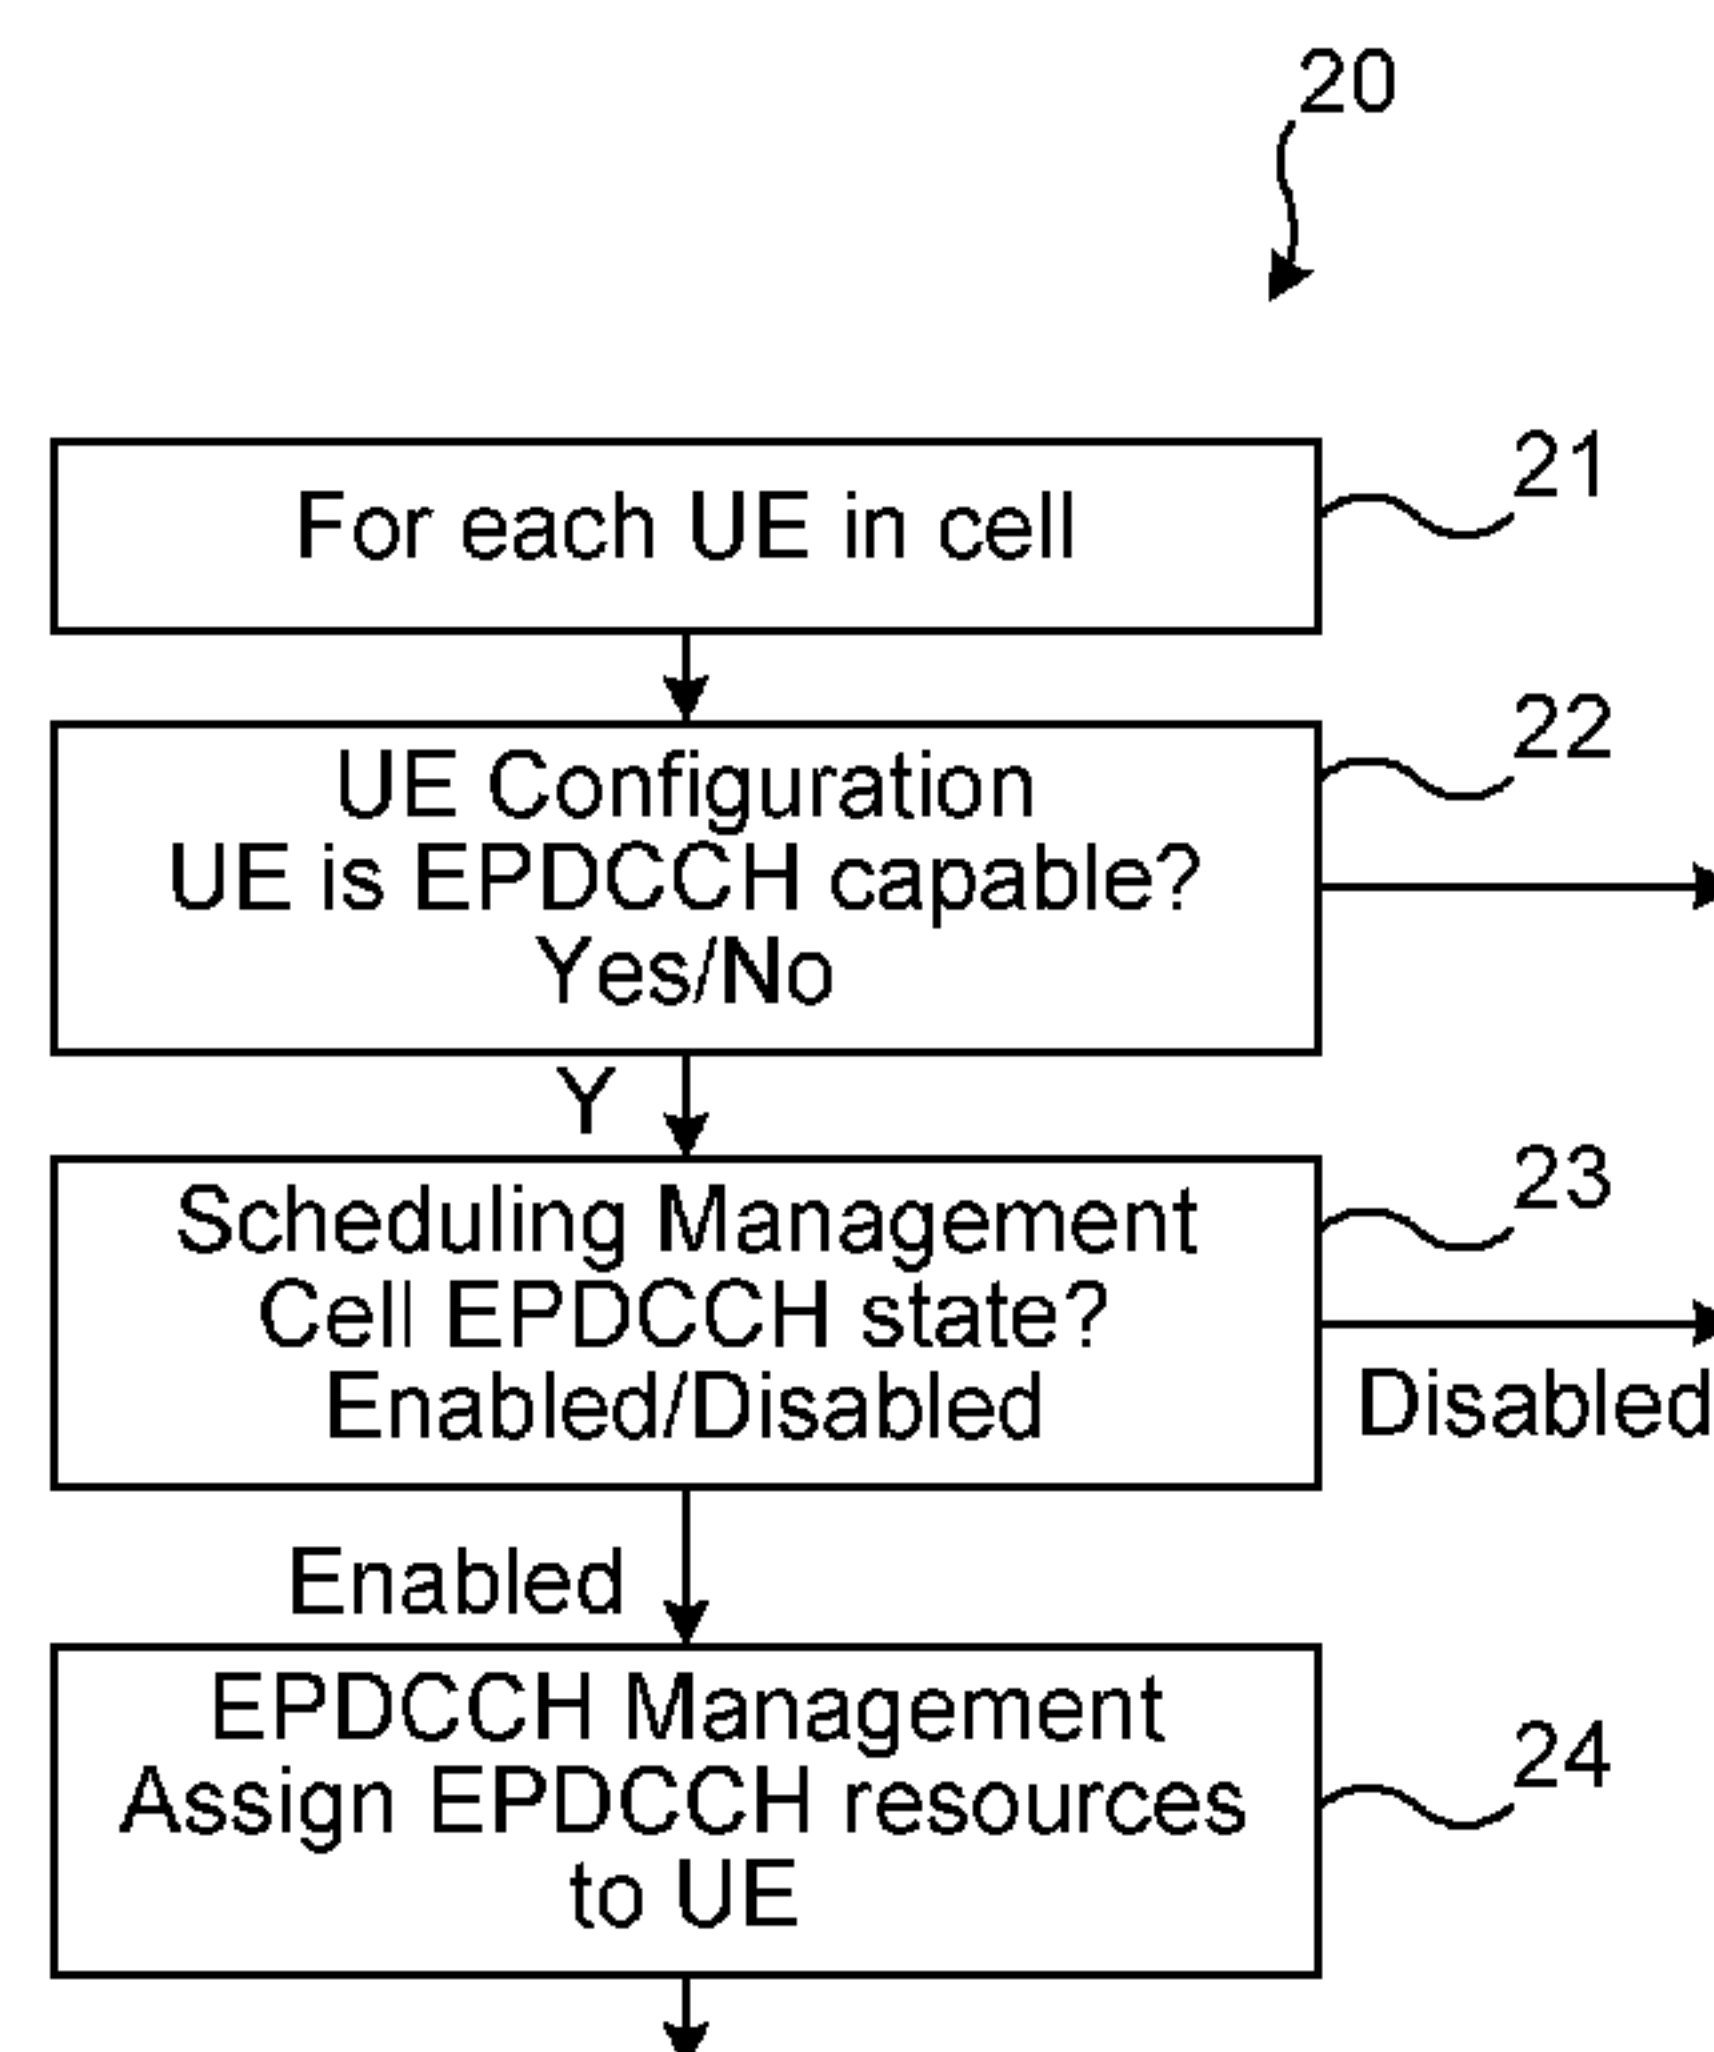 20
For each UE in cell
21
UE Configuration
UE is EPDCCH capable?
Yes/No
22
Y
Scheduling Management
Cell EPDCCH state?
Enabled/Disabled
23
Disabled
Enabled
EPDCCH Management
Assign EPDCCH resources
to UE
24